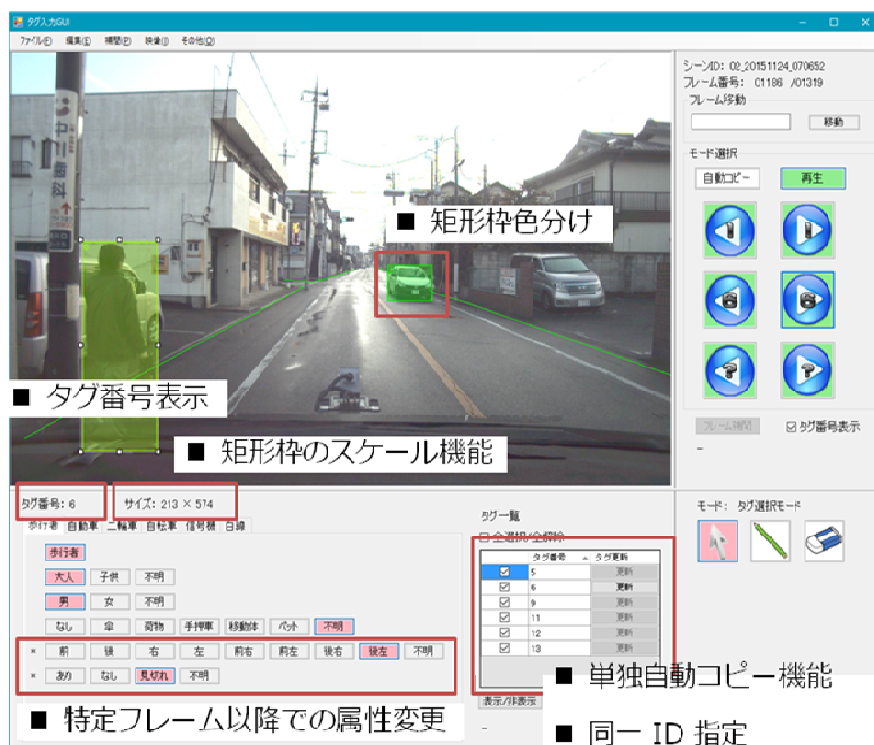 タグ入力GUI
ファイル(F) 編集(E) 補間(P) 映像(I) その他(O)
シーンID: 02_20151124_070652
フレーム番号: 01186 /01319
フレーム移動
移動
モード選択
自動コピー 再生
中三歯科
■ 矩形枠色分け
■ タグ番号表示
■ 矩形枠のスケール機能
フレーム補間 タグ番号表示
-
タグ番号: 6 サイズ: 213 × 574
歩行者 自動車 二輪車 自転車 信号機 白線
歩行者
大人 子供 不明
男 女 不明
なし 傘 荷物 手押車 移動体 ペット 不明
× 前 後 右 左 前右 前左 後右 後左 不明
× あり なし 見切れ 不明
■ 特定フレーム以降での属性変更
タグ一覧
全選択/全解除
タグ番号 タグ更新
5 更新
6 更新
9 更新
11 更新
12 更新
13 更新
表示/非表示
-
モード: タグ選択モード
■ 単独自動コピー機能
■ 同一 ID 指定